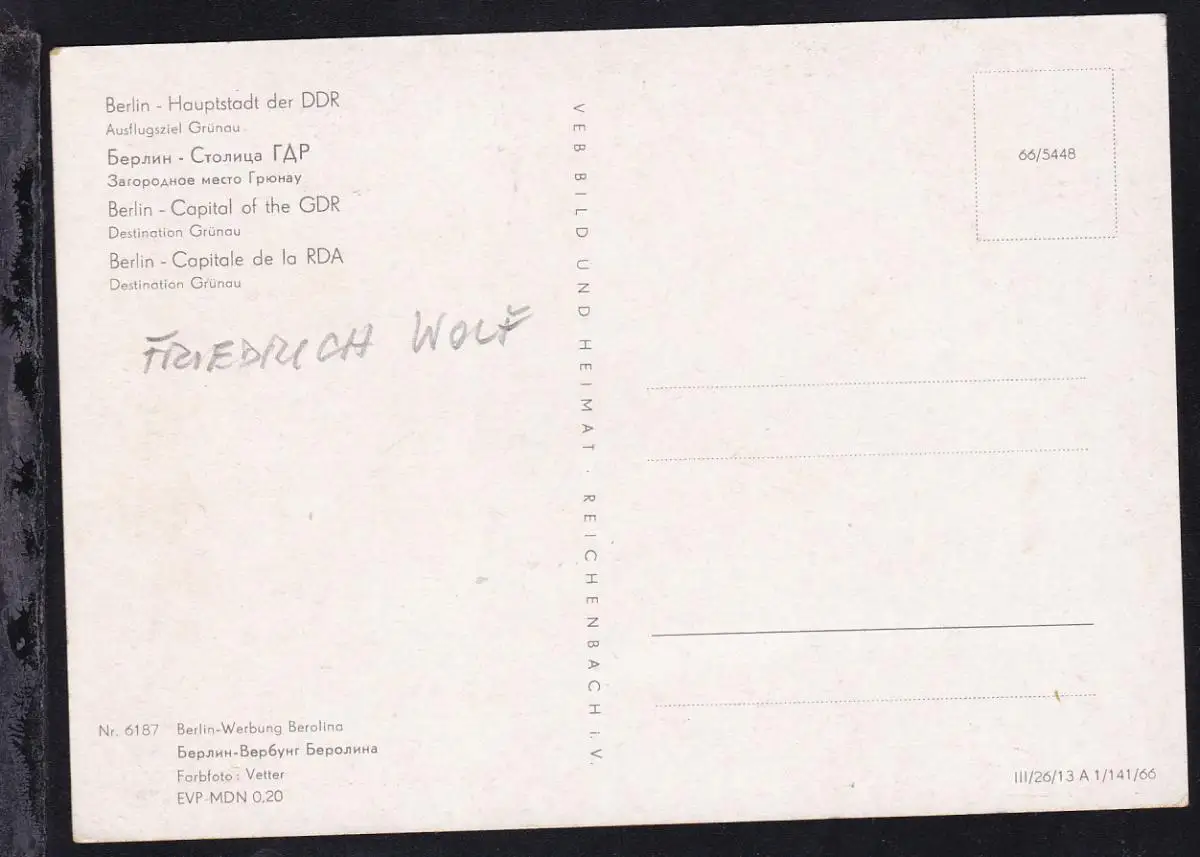 Berlin - Hauptstadt der DDR
Ausflugsziel Grünau
Берлин - Столица ГДР
Загородное место Грюнау
Berlin - Capital of the GDR
Destination Grünau
Berlin - Capitale de la RDA
Destination Grünau
FRIEDRICH WOLF
Nr. 6187 Berlin-Werbung Berolina
Берлин-Вербунг Беролина
Farbfoto: Vetter
EVP MDN 0,20
VEB BILD UND HEIMAT · REICHENBACH i. V.
66/5448
III/26/13 A 1/141/66